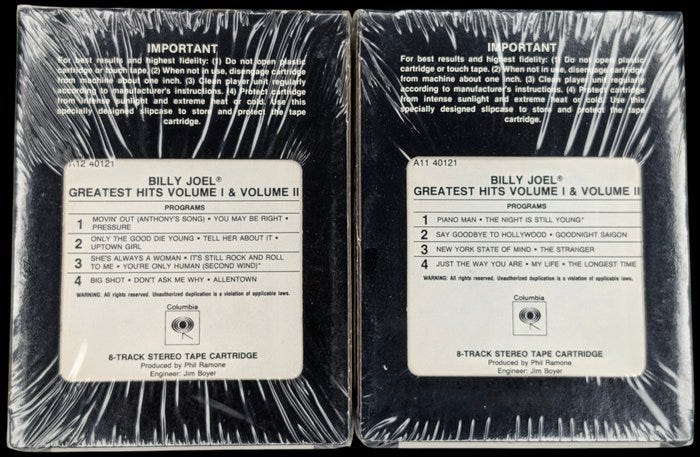 IMPORTANT
For best results and highest fidelity: (1) Do not open plastic
cartridge or touch tape. (2) When not in use, disengage cartridge
from machine about one inch. (3) Clean player unit regularly
according to manufacturer's instructions. (4) Protect cartridge
from intense sunlight and extreme heat or cold. Use this
specially designed slipcase to store and protect the tape
cartridge.
A12 40121
BILLY JOEL®
GREATEST HITS VOLUME I & VOLUME II
PROGRAMS
1 MOVIN' OUT (ANTHONY'S SONG) • YOU MAY BE RIGHT •
PRESSURE
2 ONLY THE GOOD DIE YOUNG • TELL HER ABOUT IT •
UPTOWN GIRL
3 SHE'S ALWAYS A WOMAN • IT'S STILL ROCK AND ROLL
TO ME • YOU'RE ONLY HUMAN (SECOND WIND)*
4 BIG SHOT • DON'T ASK ME WHY • ALLENTOWN
WARNING: All rights reserved. Unauthorized duplication is a violation of applicable laws.
Columbia
8-TRACK STEREO TAPE CARTRIDGE
Produced by Phil Ramone
Engineer: Jim Boyer
IMPORTANT
For best results and highest fidelity: (1) Do not open plastic
cartridge or touch tape. (2) When not in use, disengage cartridge
from machine about one inch. (3) Clean player unit regularly
according to manufacturer's instructions. (4) Protect cartridge
from intense sunlight and extreme heat or cold. Use this
specially designed slipcase to store and protect the tape
cartridge.
A11 40121
BILLY JOEL®
GREATEST HITS VOLUME I & VOLUME II
PROGRAMS
1 PIANO MAN • THE NIGHT IS STILL YOUNG*
2 SAY GOODBYE TO HOLLYWOOD • GOODNIGHT SAIGON
3 NEW YORK STATE OF MIND • THE STRANGER
4 JUST THE WAY YOU ARE • MY LIFE • THE LONGEST TIME
WARNING: All rights reserved. Unauthorized duplication is a violation of applicable laws.
Columbia
8-TRACK STEREO TAPE CARTRIDGE
Produced by Phil Ramone
Engineer: Jim Boyer